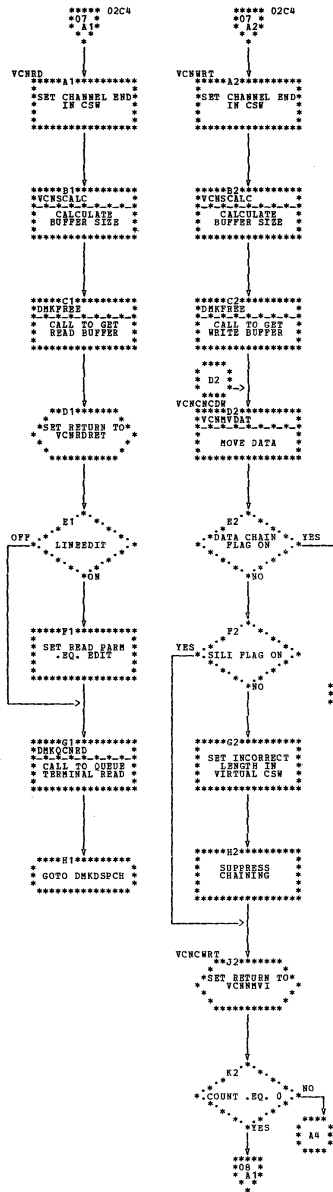 02C4
07
A1
VCNRD
A1
SET CHANNEL END
IN CSW
B1
VCNSCALC
CALCULATE
BUFFER SIZE
C1
DMKFREE
CALL TO GET
READ BUFFER
D1
SET RETURN TO
VCNRDRET
E1
OFF
LINEEDIT
ON
F1
SET READ PARM
.EQ. EDIT
G1
DMKQCNRD
CALL TO QUEUE
TERMINAL READ
H1
GOTO DMKDSPCH
02C4
07
A2
VCNWRT
A2
SET CHANNEL END
IN CSW
B2
VCNSCALC
CALCULATE
BUFFER SIZE
C2
DMKFREE
CALL TO GET
WRITE BUFFER
D2
VCNCNCDW
D2
VCNMVDAT
MOVE DATA
E2
DATA CHAIN
FLAG ON
YES
NO
F2
YES
SILI FLAG ON
NO
G2
SET INCORRECT
LENGTH IN
VIRTUAL CSW
H2
SUPPRESS
CHAINING
VCNCWRT
J2
SET RETURN TO
VCNNMVI
K2
COUNT .EQ. 0
NO
A4
YES
08
A1